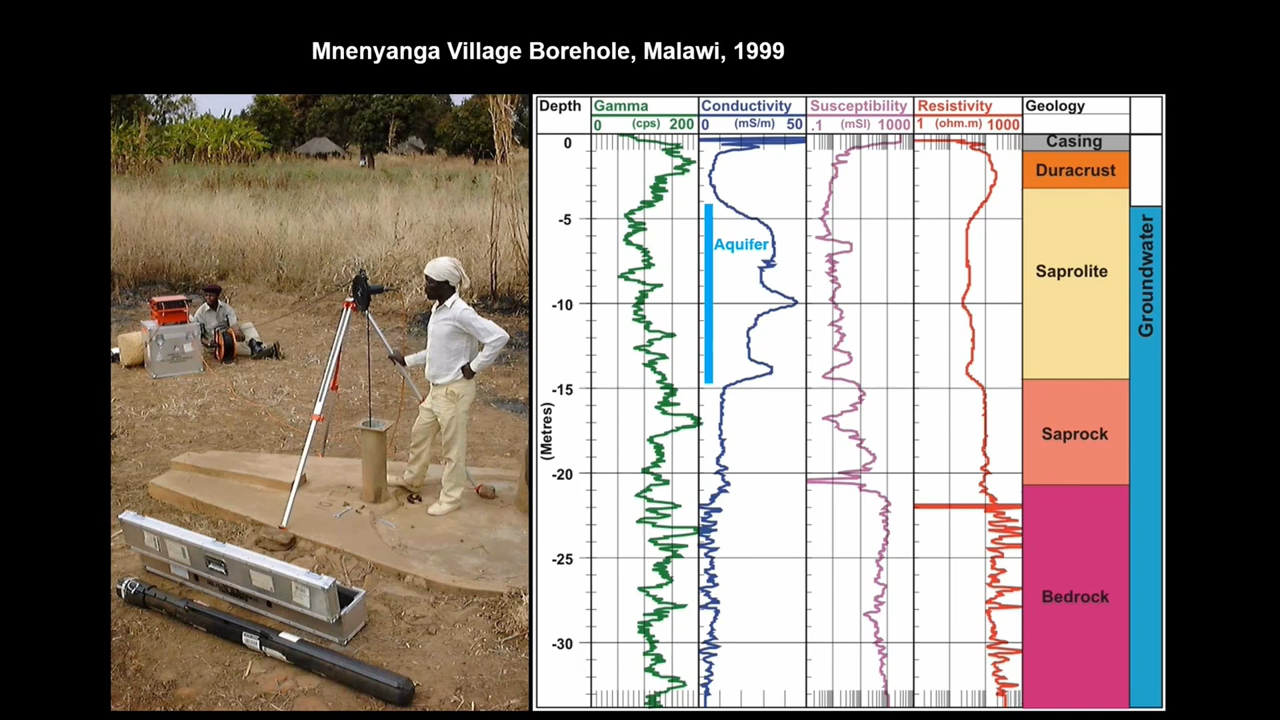 Mnenyanga Village Borehole, Malawi, 1999
Depth Gamma Conductivity Susceptibility Resistivity Geology
0 (cps) 200 0 (mS/m) 50 .1 (mSI) 1000 1 (ohm.m) 1000
0
Casing
Duracrust
-5
Aquifer
Groundwater
Saprolite
-10
-15
(Metres)
Saprock
-20
-25
Bedrock
-30